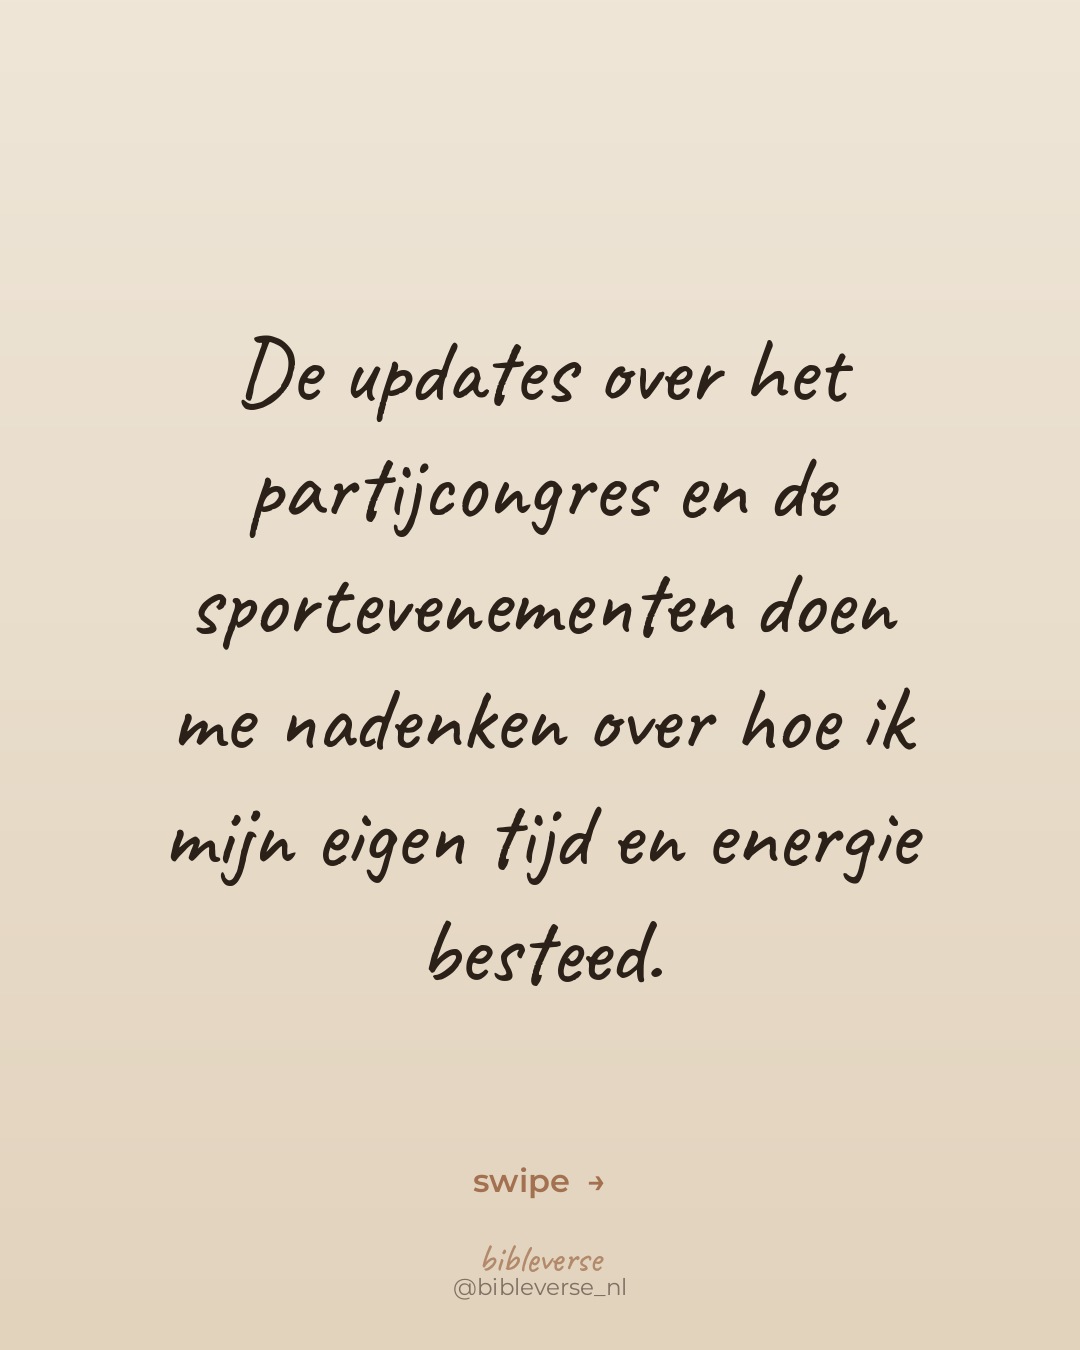 De updates over het
partijcongres en de
sportevenementen doen
me nadenken over hoe ik
mijn eigen tijd en energie
besteed.
swipe →
bibleverse
@bibleverse_nl